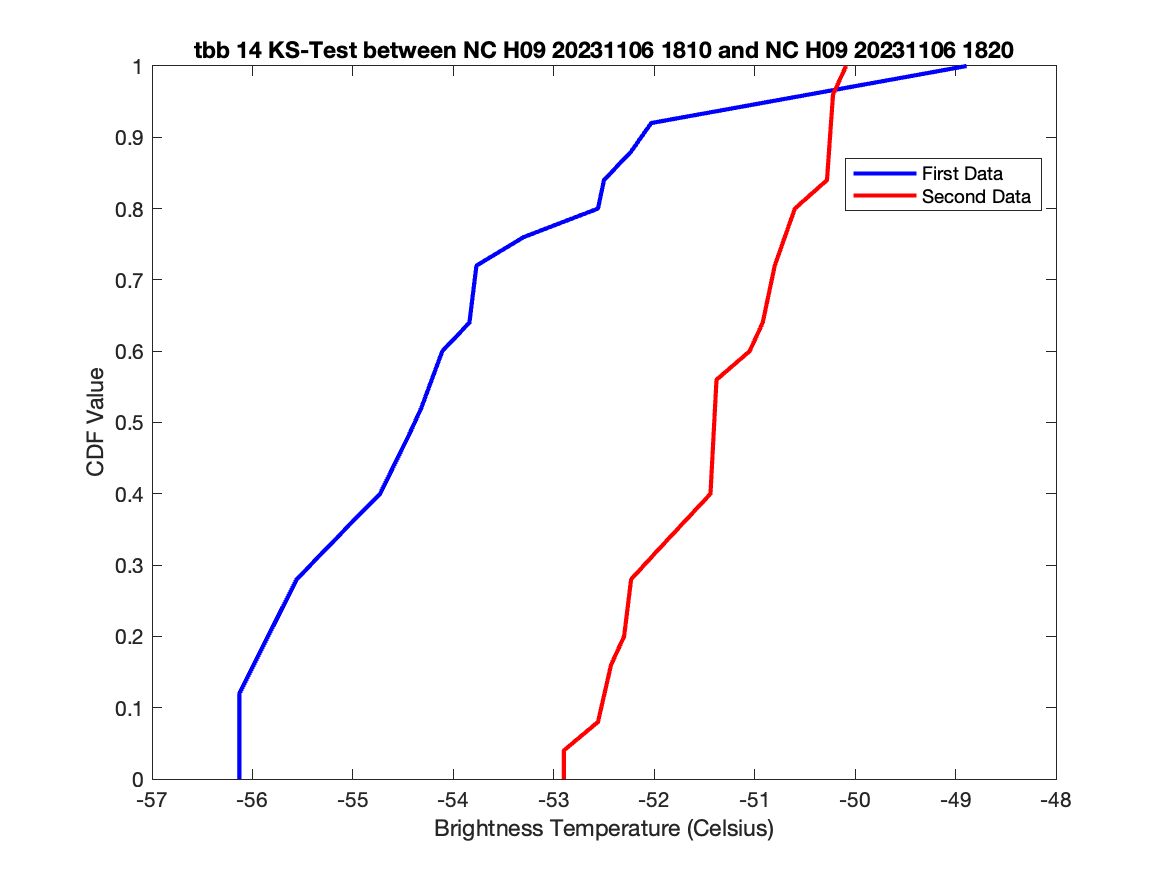 tbb 14 KS-Test between NC H09 20231106 1810 and NC H09 20231106 1820
1
0.9
0.8
0.7
0.6
0.5
0.4
0.3
0.2
0.1
0
CDF Value
First Data
Second Data
-57 -56 -55 -54 -53 -52 -51 -50 -49 -48
Brightness Temperature (Celsius)